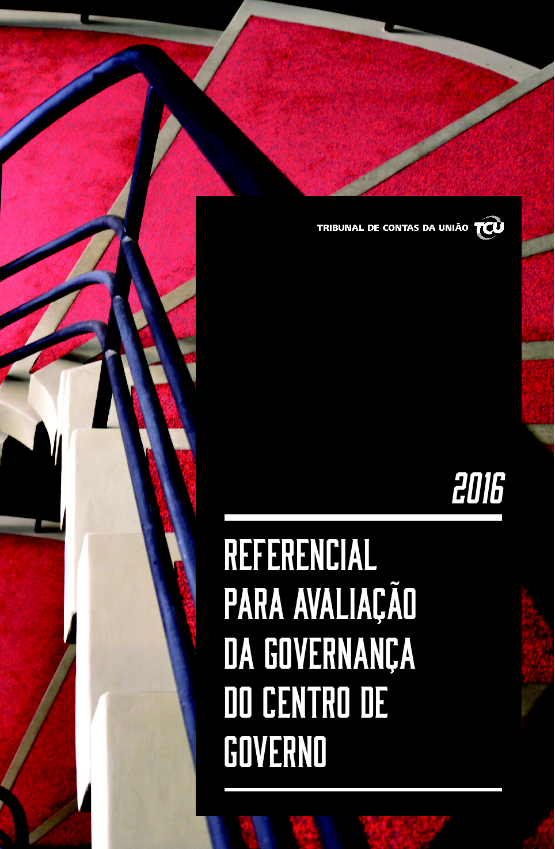 TRIBUNAL DE CONTAS DA UNIÃO TCU
2016
REFERENCIAL
PARA AVALIAÇÃO
DA GOVERNANÇA
DO CENTRO DE
GOVERNO